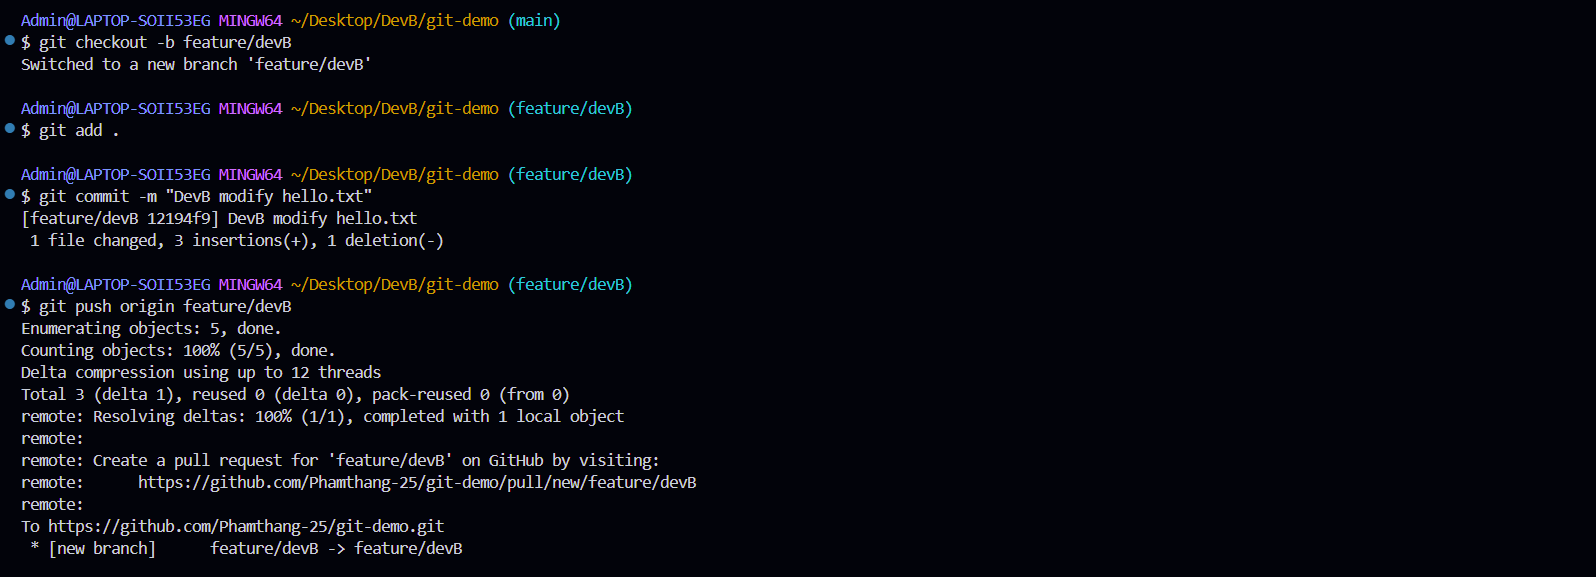 Admin@LAPTOP-SOII53EG MINGW64 ~/Desktop/DevB/git-demo (main)
$ git checkout -b feature/devB
Switched to a new branch 'feature/devB'
Admin@LAPTOP-SOII53EG MINGW64 ~/Desktop/DevB/git-demo (feature/devB)
$ git add .
Admin@LAPTOP-SOII53EG MINGW64 ~/Desktop/DevB/git-demo (feature/devB)
$ git commit -m "DevB modify hello.txt"
[feature/devB 12194f9] DevB modify hello.txt
 1 file changed, 3 insertions(+), 1 deletion(-)
Admin@LAPTOP-SOII53EG MINGW64 ~/Desktop/DevB/git-demo (feature/devB)
$ git push origin feature/devB
Enumerating objects: 5, done.
Counting objects: 100% (5/5), done.
Delta compression using up to 12 threads
Total 3 (delta 1), reused 0 (delta 0), pack-reused 0 (from 0)
remote: Resolving deltas: 100% (1/1), completed with 1 local object
remote:
remote: Create a pull request for 'feature/devB' on GitHub by visiting:
remote:      https://github.com/Phamthang-25/git-demo/pull/new/feature/devB
remote:
To https://github.com/Phamthang-25/git-demo.git
 * [new branch]      feature/devB -> feature/devB